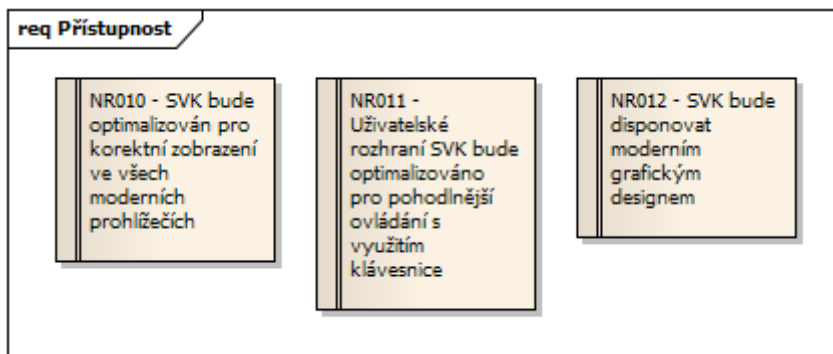 req Přístupnost
NR010 - SVK bude
optimalizován pro
korektní zobrazení
ve všech
moderních
prohlížečích
NR011 -
Uživatelské
rozhraní SVK bude
optimalizováno
pro pohodlnější
ovládání s
využitím
klávesnice
NR012 - SVK bude
disponovat
moderním
grafickým
designem